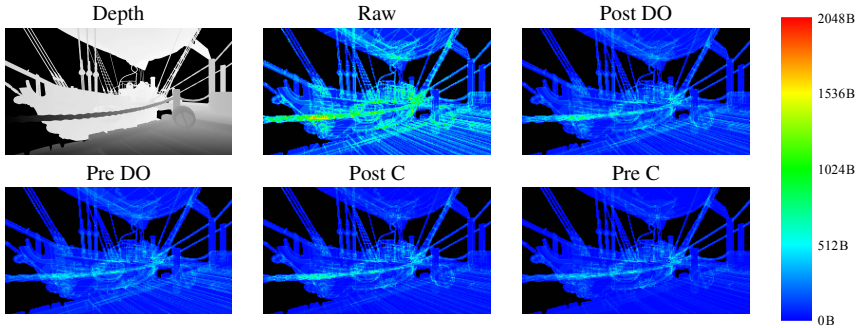 Depth
Raw
Post DO
2048B
1536B
1024B
512B
0B
Pre DO
Post C
Pre C